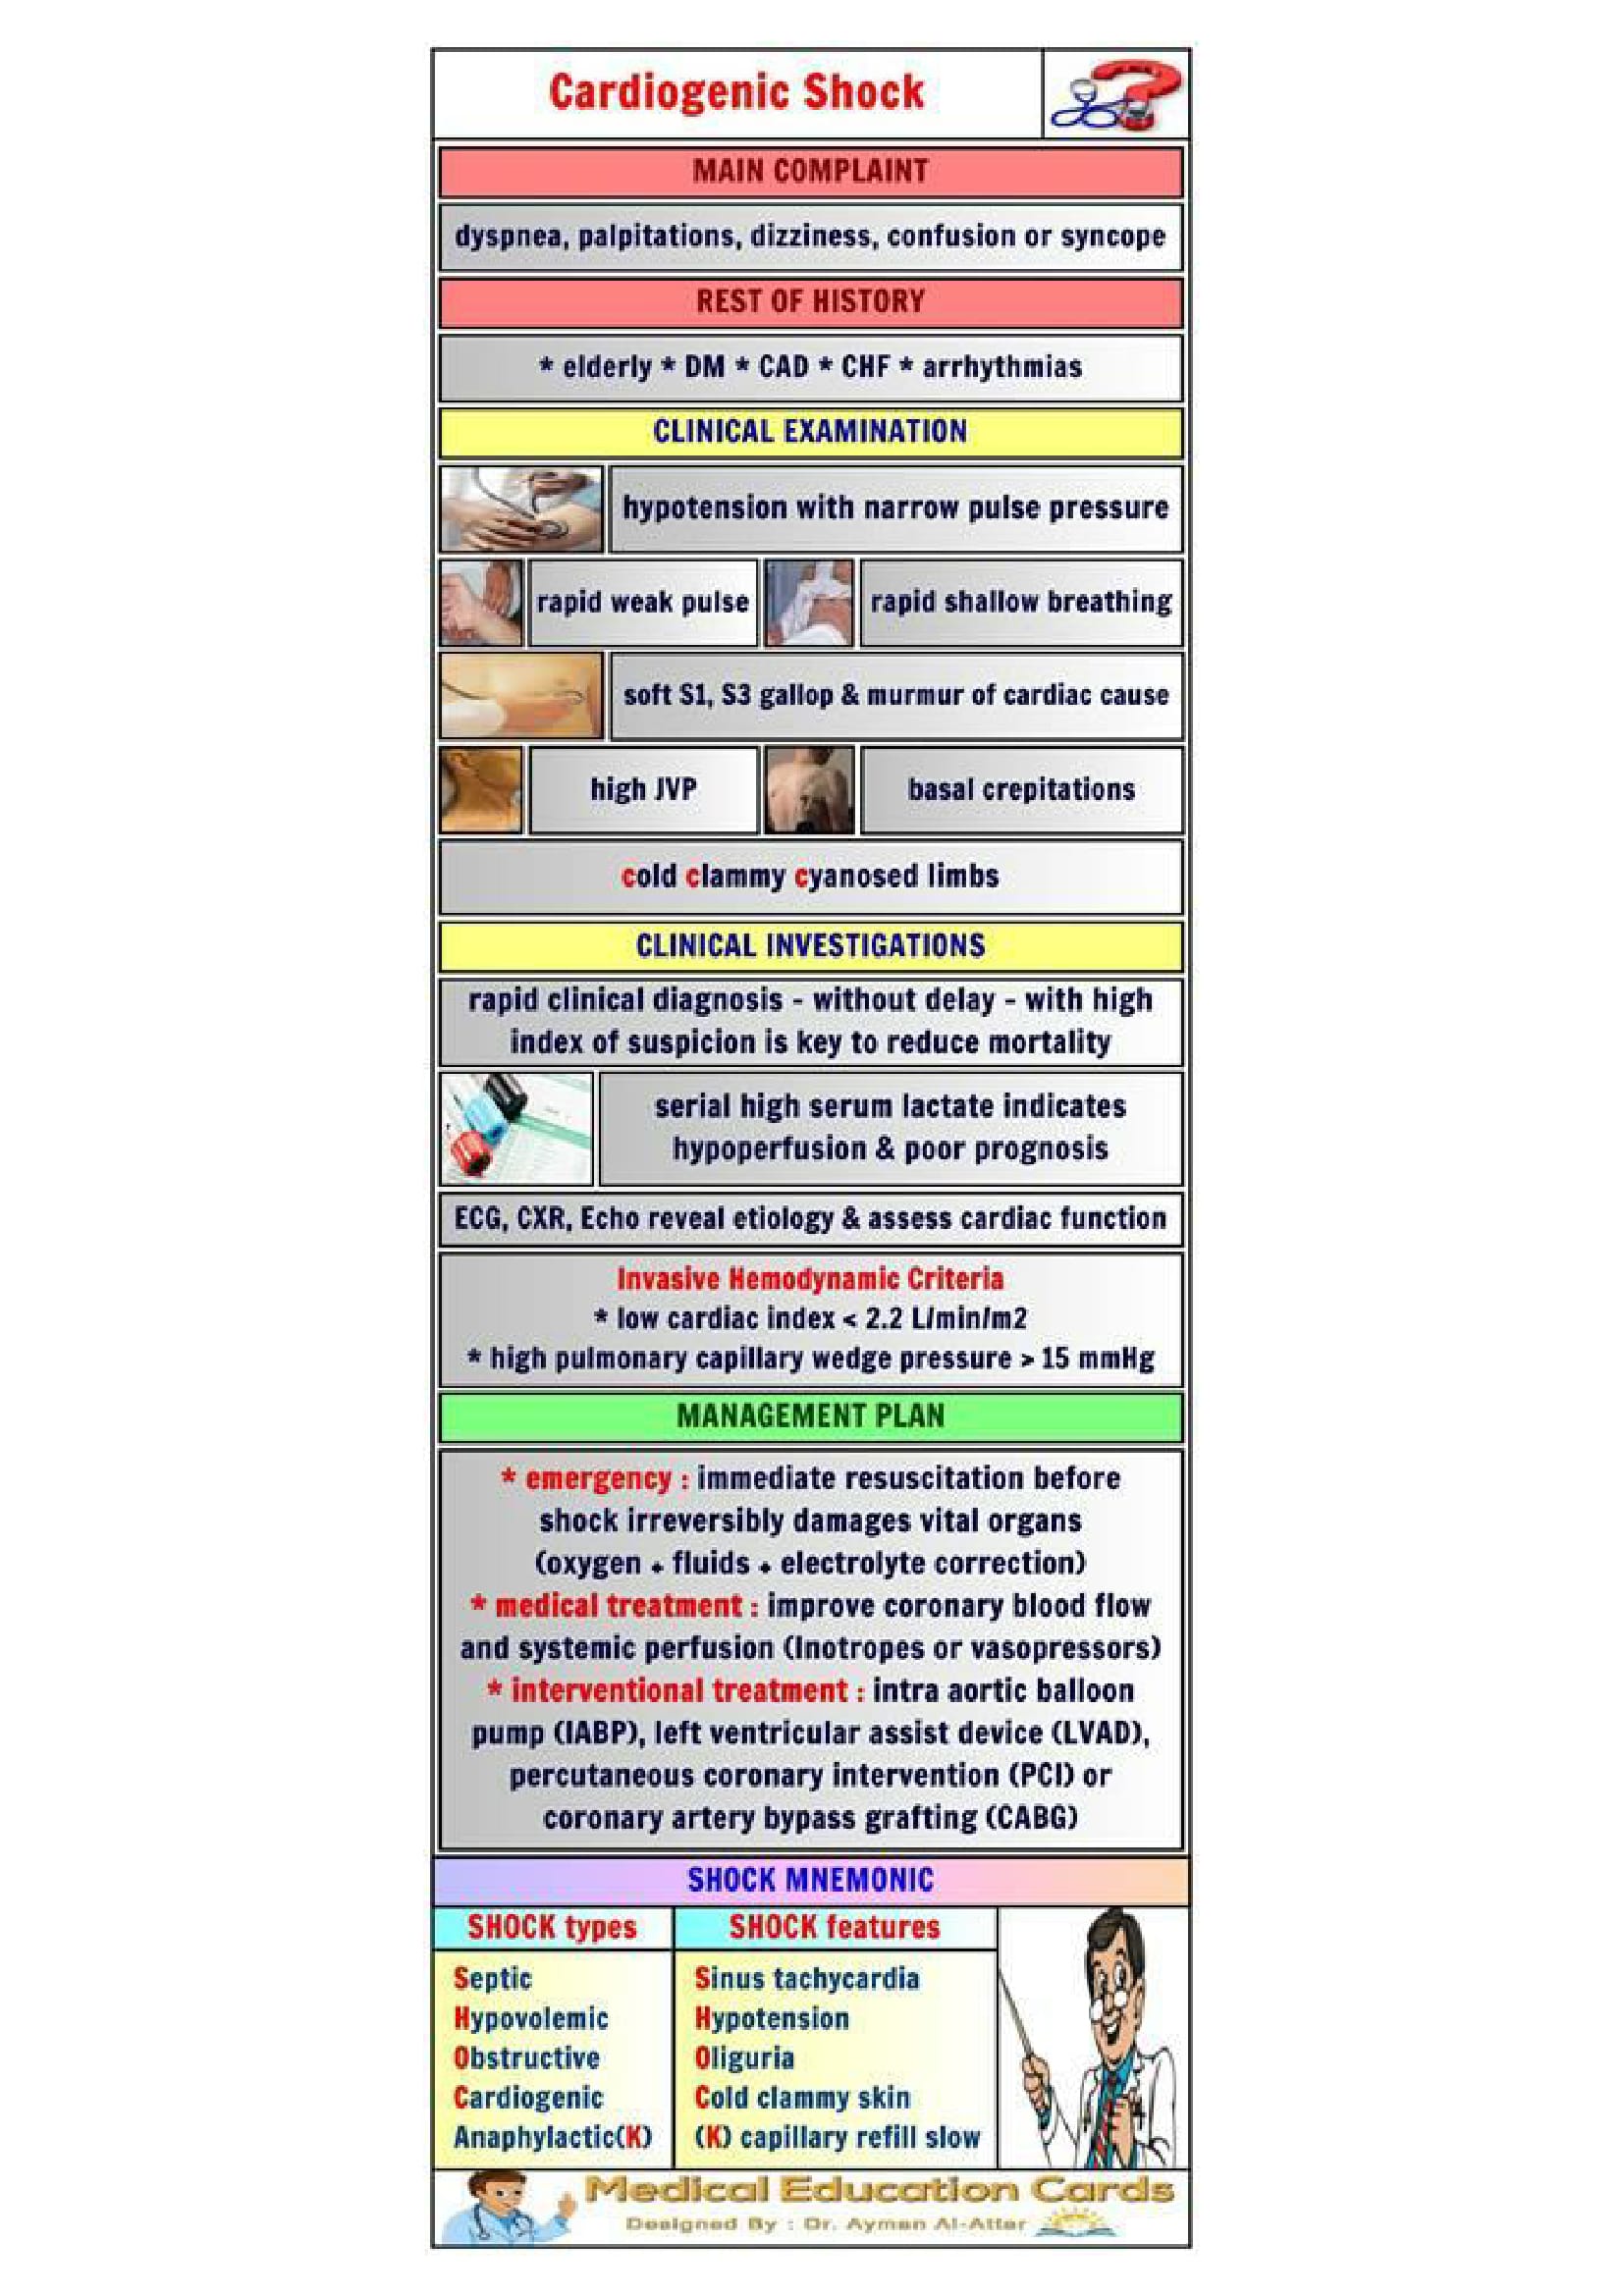 Cardiogenic Shock
MAIN COMPLAINT
dyspnea, palpitations, dizziness, confusion or syncope
REST OF HISTORY
* elderly * DM * CAD * CHF * arrhythmias
CLINICAL EXAMINATION
hypotension with narrow pulse pressure
rapid weak pulse
rapid shallow breathing
soft S1, S3 gallop & murmur of cardiac cause
high JVP
basal crepitations
cold clammy cyanosed limbs
CLINICAL INVESTIGATIONS
rapid clinical diagnosis - without delay - with high
index of suspicion is key to reduce mortality
serial high serum lactate indicates
hypoperfusion & poor prognosis
ECG, CXR, Echo reveal etiology & assess cardiac function
Invasive Hemodynamic Criteria
* low cardiac index < 2.2 L/min/m2
* high pulmonary capillary wedge pressure > 15 mmHg
MANAGEMENT PLAN
* emergency : immediate resuscitation before
shock irreversibly damages vital organs
(oxygen + fluids + electrolyte correction)
* medical treatment : improve coronary blood flow
and systemic perfusion (Inotropes or vasopressors)
* interventional treatment : intra aortic balloon
pump (IABP), left ventricular assist device (LVAD),
percutaneous coronary intervention (PCI) or
coronary artery bypass grafting (CABG)
SHOCK MNEMONIC
SHOCK types
Septic
Hypovolemic
Obstructive
Cardiogenic
Anaphylactic(K)
SHOCK features
Sinus tachycardia
Hypotension
Oliguria
Cold clammy skin
(K) capillary refill slow
Medical Education Cards
Designed By : Dr. Ayman Al-Attar